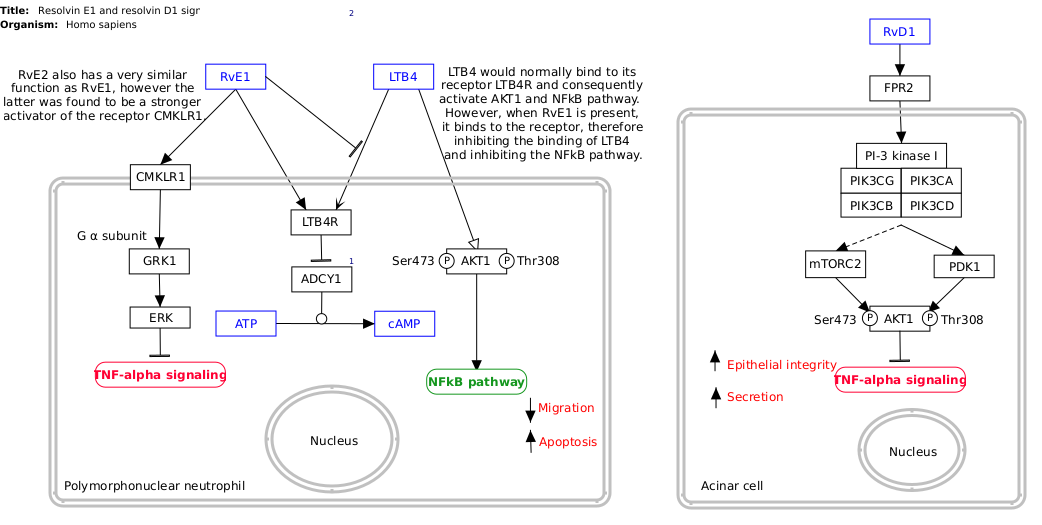 Title: Resolvin E1 and resolvin D1 sigr
Organism: Homo sapiens
2
RvE2 also has a very similar
function as RvE1, however the
latter was found to be a stronger
activator of the receptor CMKLR1.
RvE1
LTB4
LTB4 would normally bind to its
receptor LTB4R and consequently
activate AKT1 and NFkB pathway.
However, when RvE1 is present,
it binds to the receptor, therefore
inhibiting the binding of LTB4
and inhibiting the NFkB pathway.
CMKLR1
LTB4R
G α subunit
GRK1
ADCY1
1
Ser473
P
AKT1
P
Thr308
ERK
ATP
cAMP
TNF-alpha signaling
NFkB pathway
Migration
Apoptosis
Nucleus
Polymorphonuclear neutrophil
RvD1
FPR2
PI-3 kinase I
PIK3CG
PIK3CA
PIK3CB
PIK3CD
mTORC2
PDK1
Ser473
P
AKT1
P
Thr308
Epithelial integrity
TNF-alpha signaling
Secretion
Nucleus
Acinar cell